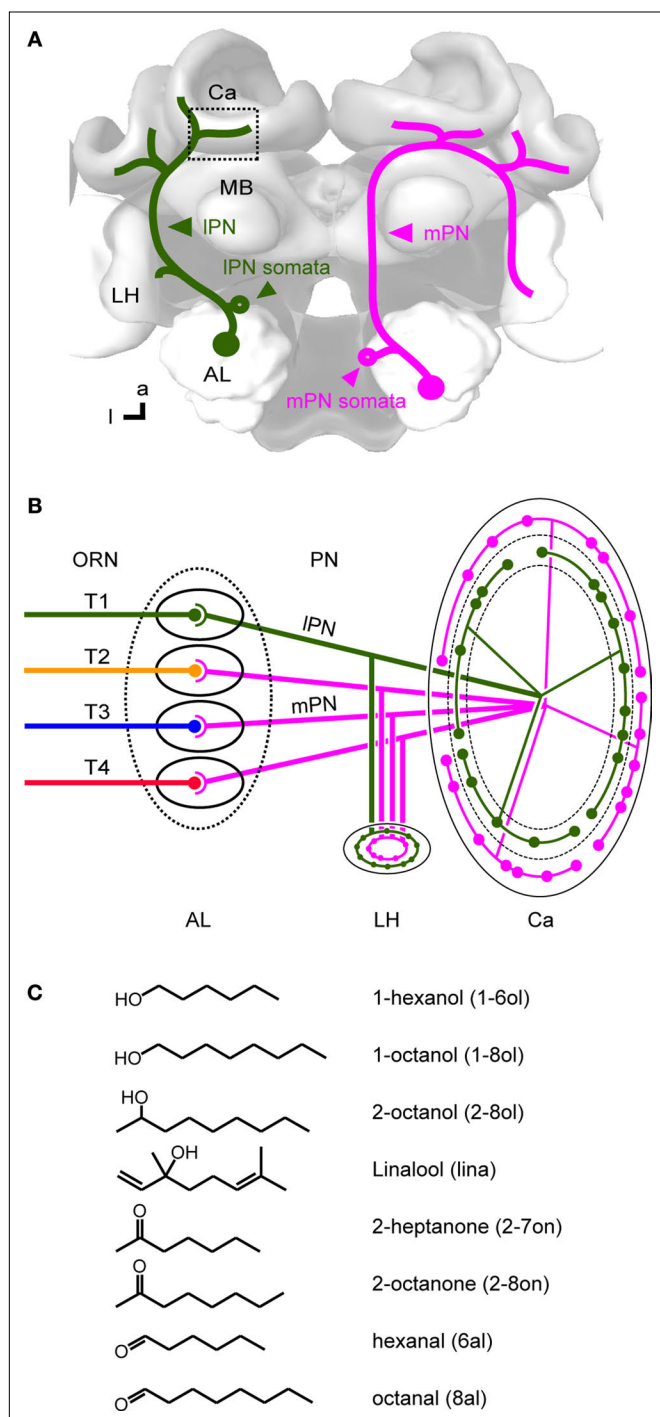 A
Ca
MB
lPN
mPN
lPN somata
LH
AL
mPN somata
a
l
B
ORN
PN
T1
lPN
T2
mPN
T3
T4
AL
LH
Ca
C
HO
1-hexanol (1-6ol)
HO
1-octanol (1-8ol)
HO
2-octanol (2-8ol)
OH
Linalool (lina)
O
2-heptanone (2-7on)
O
2-octanone (2-8on)
O
hexanal (6al)
O
octanal (8al)